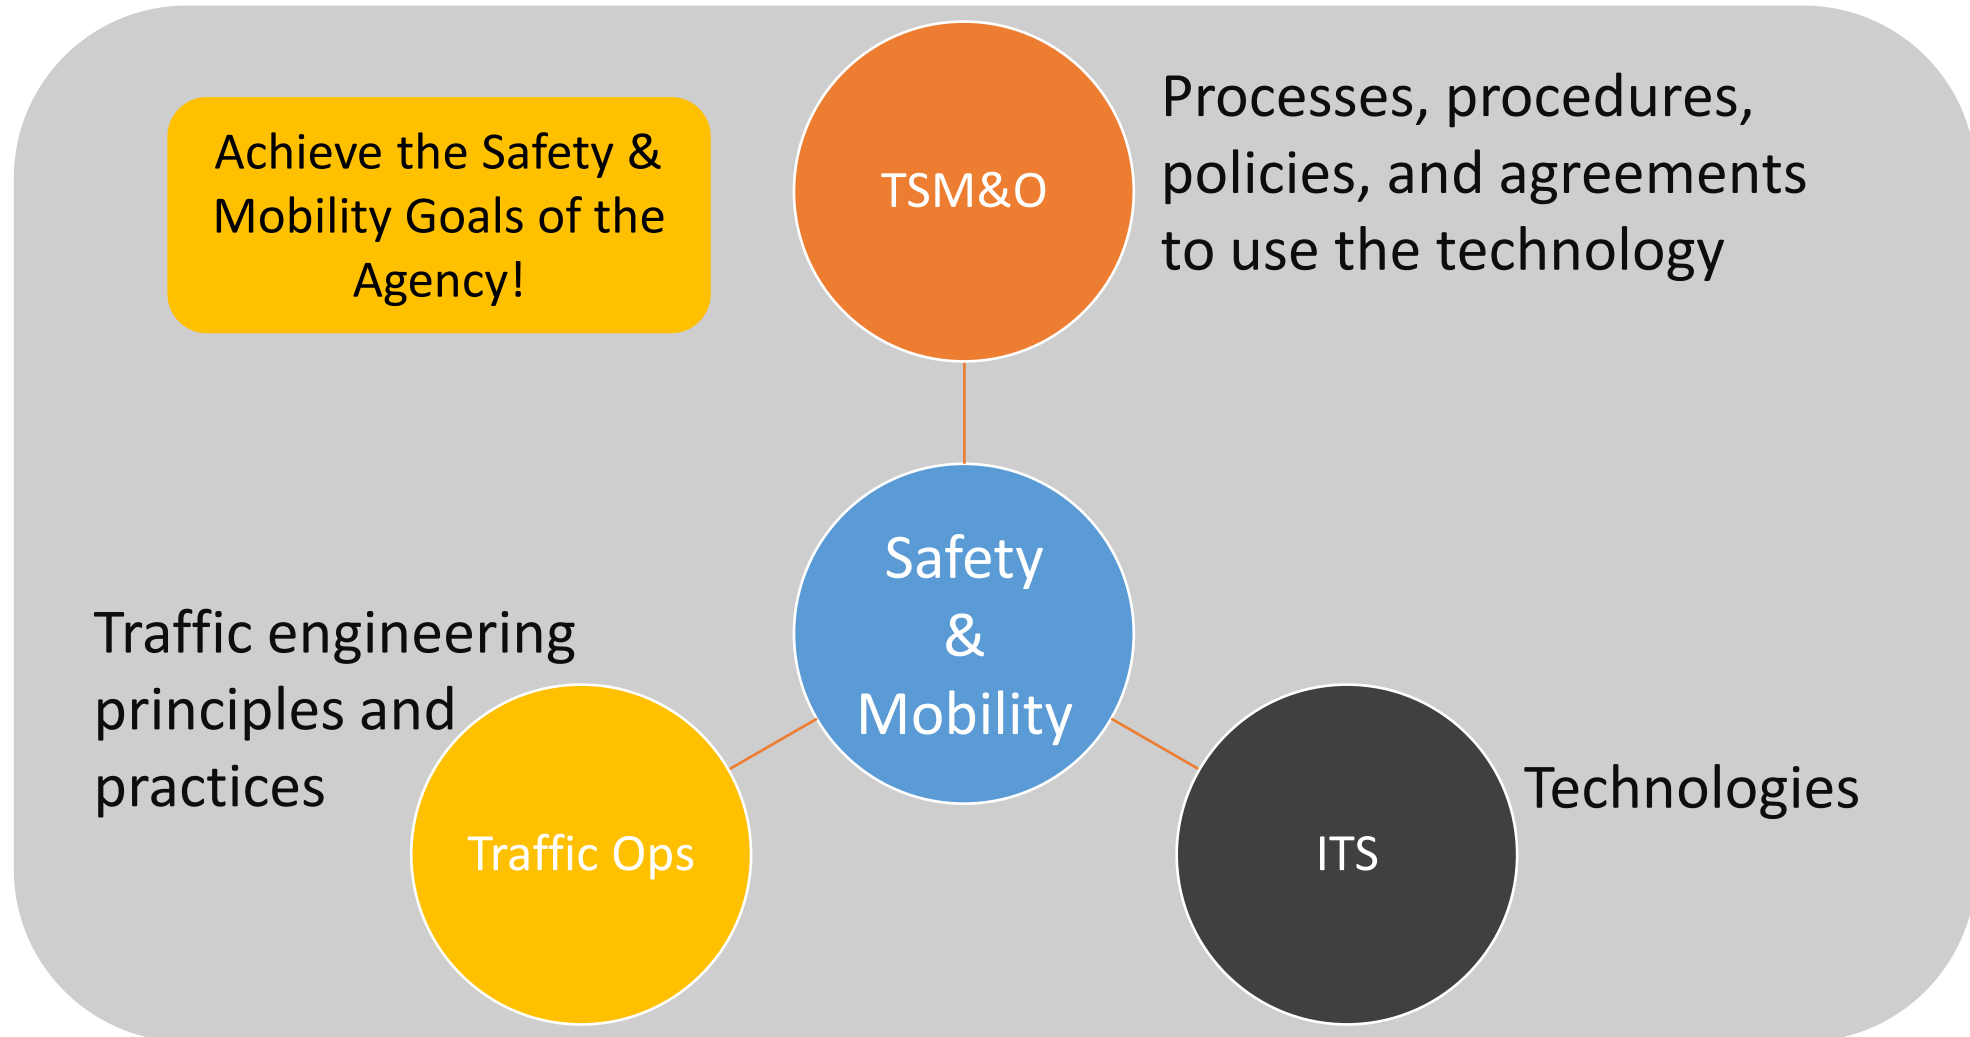 Achieve the Safety &
Mobility Goals of the
Agency!
TSM&O
Processes, procedures,
policies, and agreements
to use the technology
Safety
&
Mobility
Traffic engineering
principles and
practices
Traffic Ops
ITS
Technologies